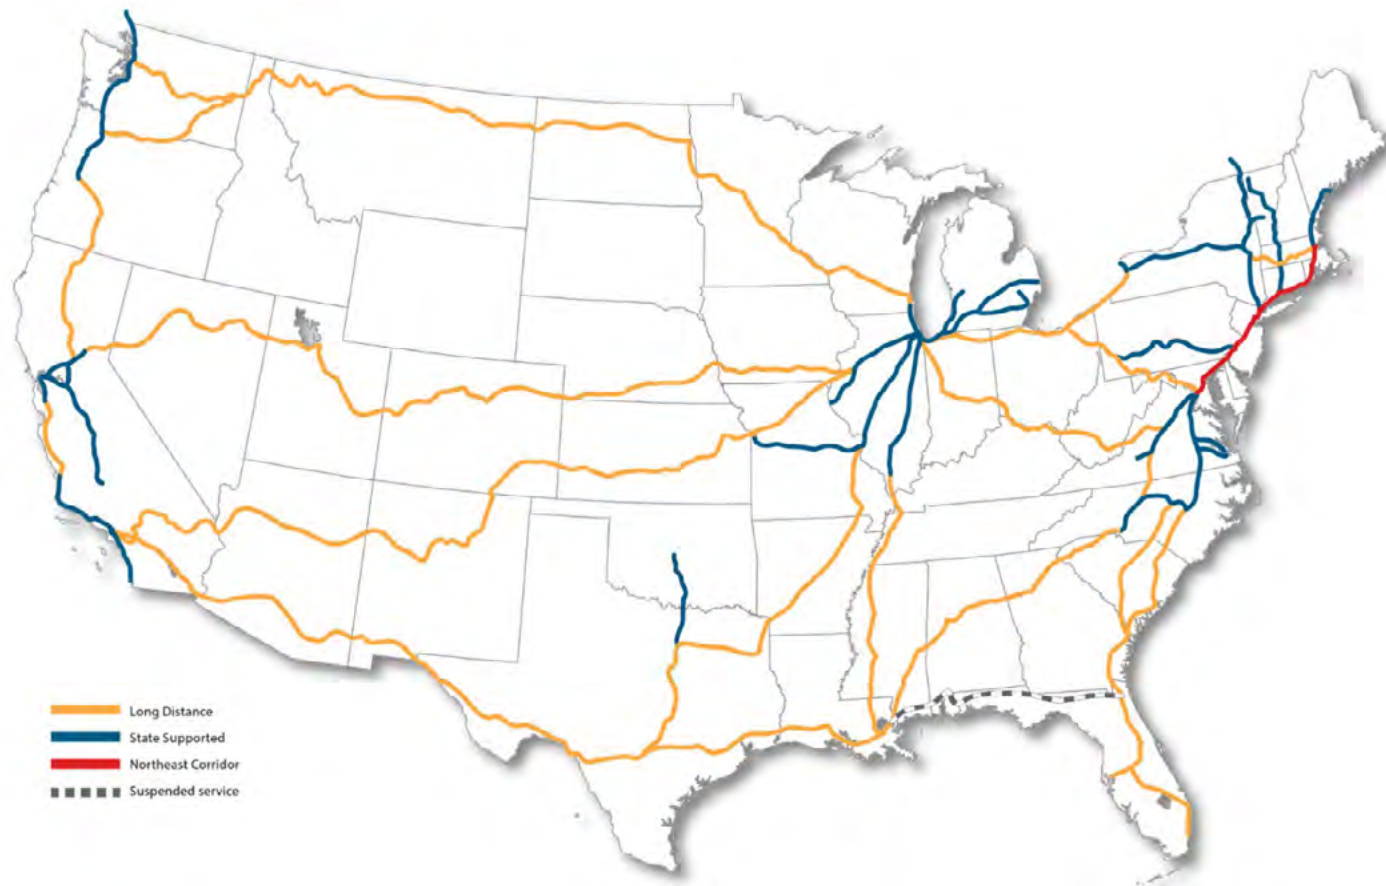 Long Distance
State Supported
Northeast Corridor
Suspended service